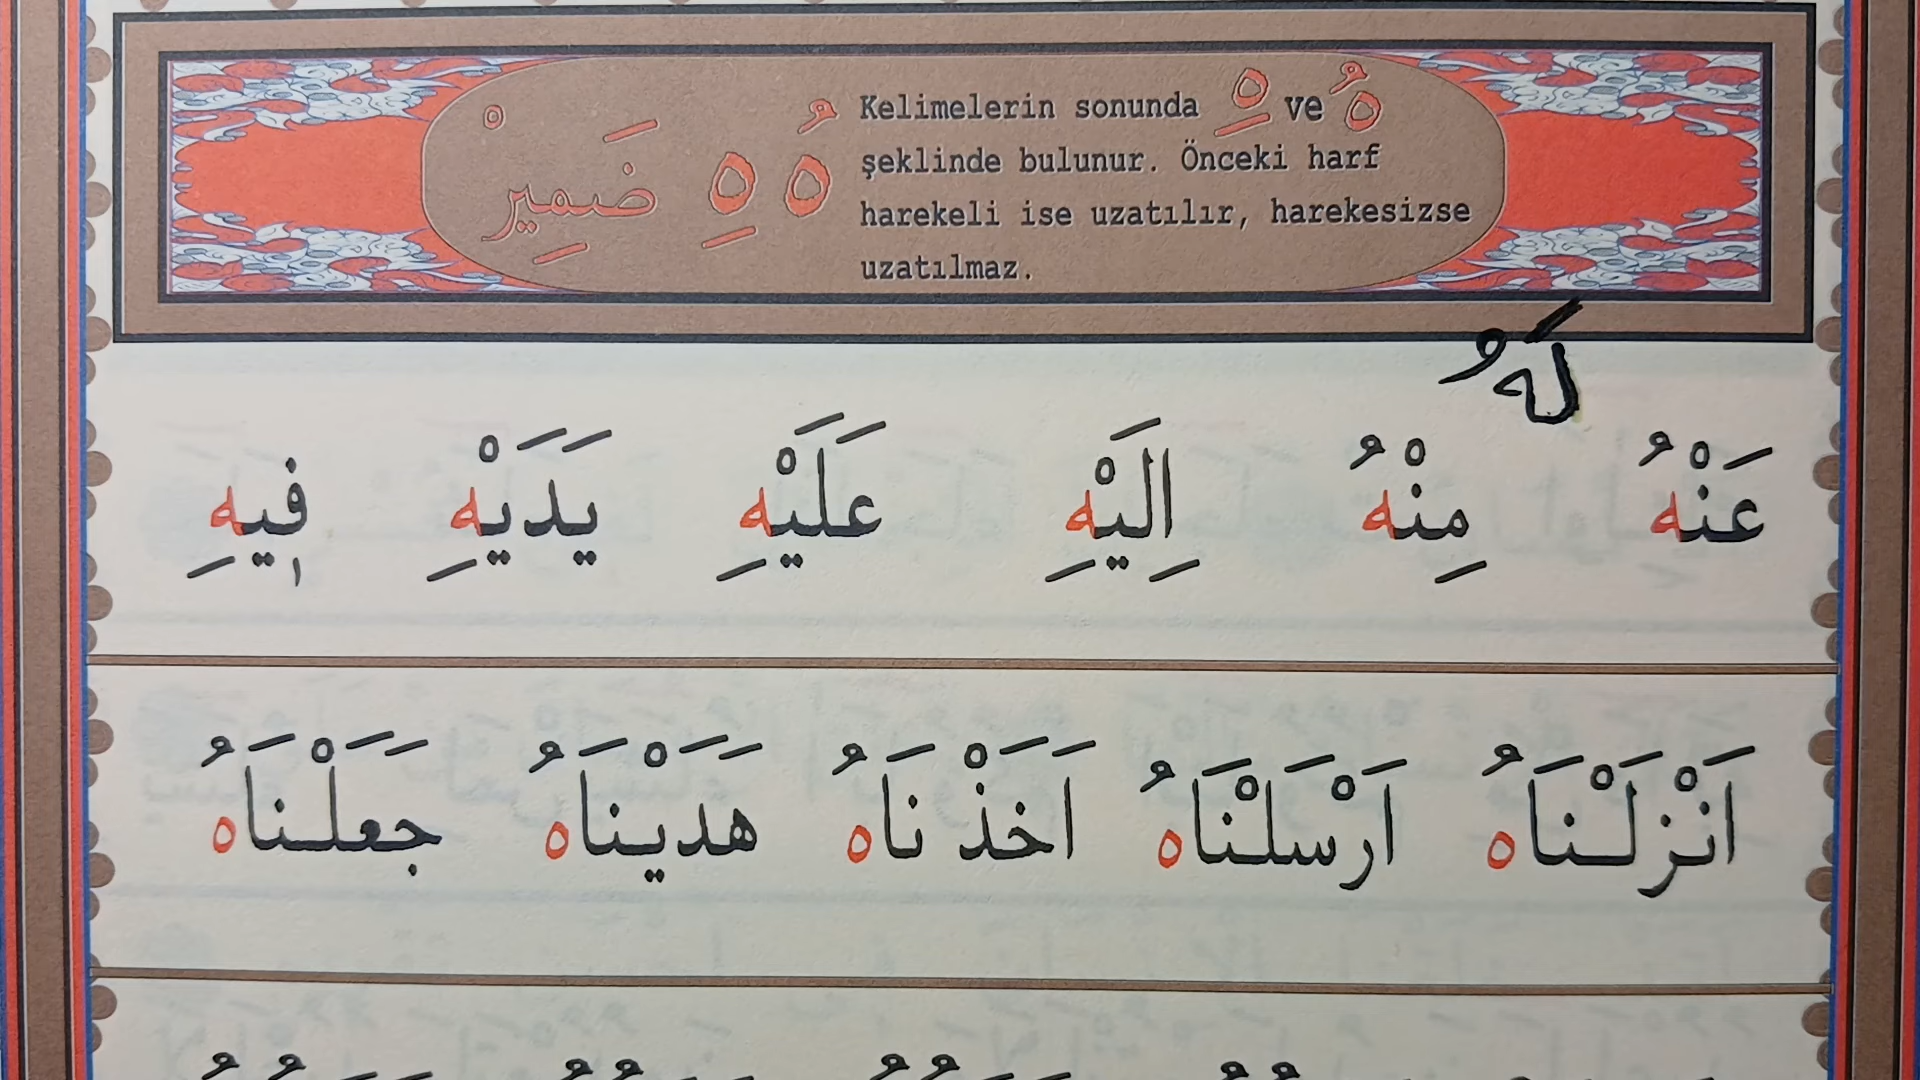 Kelimelerin sonunda هِ ve هُ
şeklinde bulunur. Önceki harf
harekeli ise uzatılır, harekesizse
uzatılmaz.
هُ هِ ضَمِيرْ
لَهُ
عَنْهُ مِنْهُ اِلَيْهِ عَلَيْهِ يَدَيْهِ فٖيهِ
اَنْزَلْنَاهُ اَرْسَلْنَاهُ اَخَذْنَاهُ هَدَيْنَاهُ جَعَلْنَاهُ